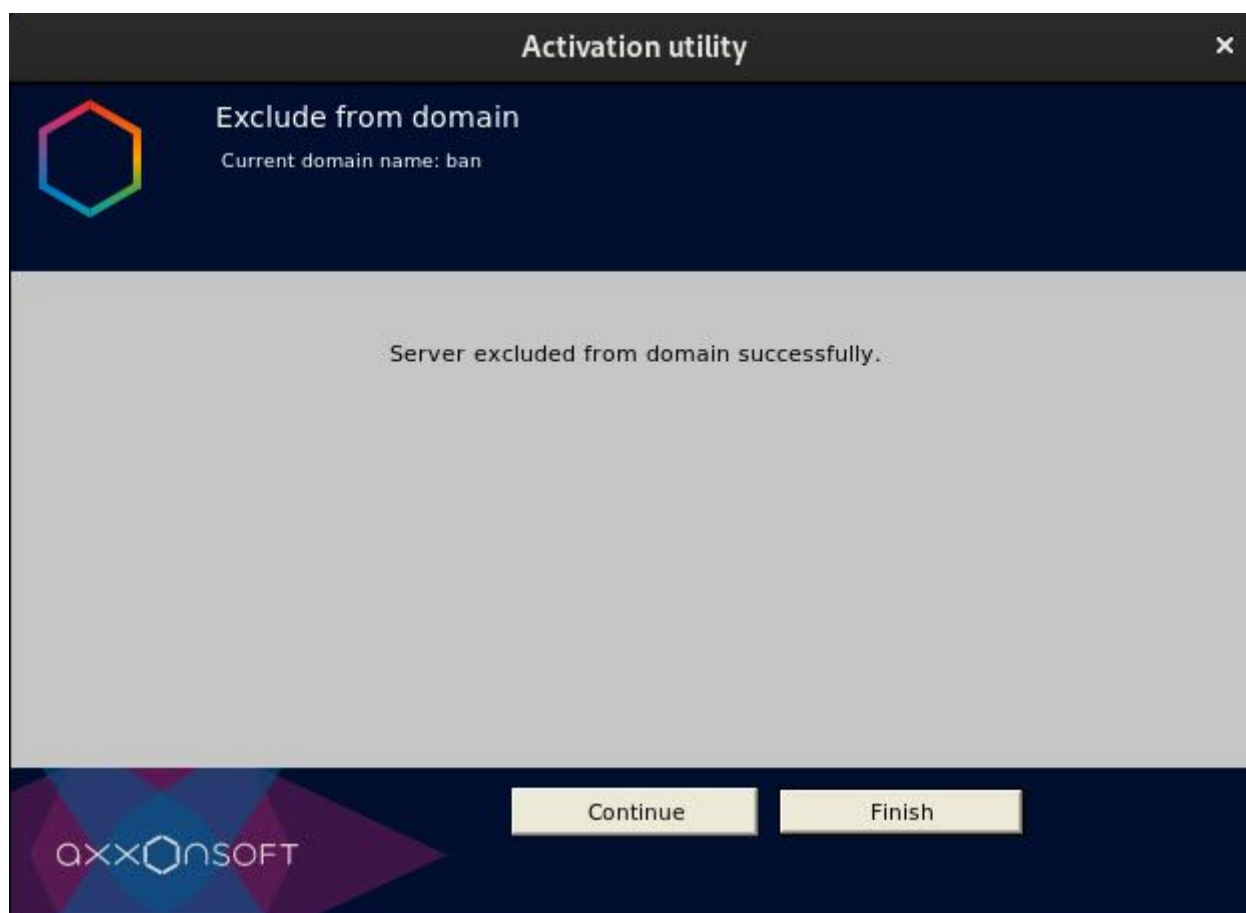 Activation utility
Exclude from domain
Current domain name: ban
Server excluded from domain successfully.
Continue
Finish
axxonsoft